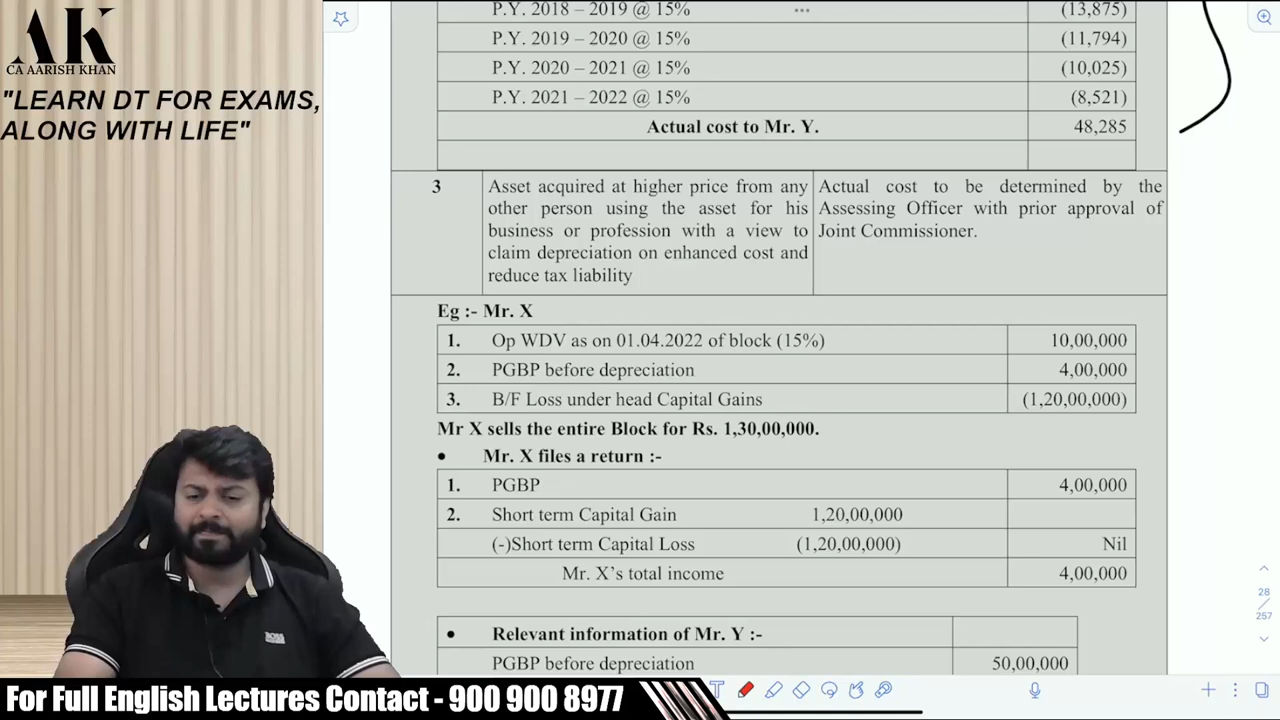 AK
CA AARISH KHAN
"LEARN DT FOR EXAMS,
ALONG WITH LIFE"
P.Y. 2018 – 2019 @ 15% (13,875)
P.Y. 2019 – 2020 @ 15% (11,794)
P.Y. 2020 – 2021 @ 15% (10,025)
P.Y. 2021 – 2022 @ 15% (8,521)
Actual cost to Mr. Y. 48,285
3
Asset acquired at higher price from any
other person using the asset for his
business or profession with a view to
claim depreciation on enhanced cost and
reduce tax liability
Actual cost to be determined by the
Assessing Officer with prior approval of
Joint Commissioner.
Eg :- Mr. X
1. Op WDV as on 01.04.2022 of block (15%) 10,00,000
2. PGBP before depreciation 4,00,000
3. B/F Loss under head Capital Gains (1,20,00,000)
Mr X sells the entire Block for Rs. 1,30,00,000.
• Mr. X files a return :-
1. PGBP 4,00,000
2. Short term Capital Gain 1,20,00,000
(-)Short term Capital Loss (1,20,00,000) Nil
Mr. X's total income 4,00,000
• Relevant information of Mr. Y :-
PGBP before depreciation 50,00,000
28
257
For Full English Lectures Contact - 900 900 8977